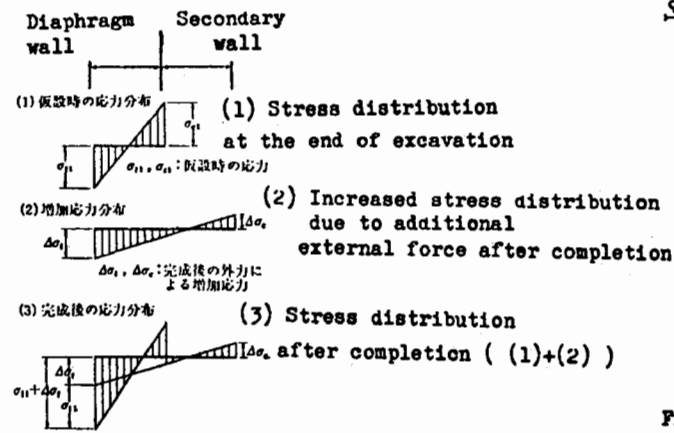 Diaphragm wall
Secondary wall
(1) 仮設時の応力分布
(1) Stress distribution
at the end of excavation
σc1
σt1
σt1 , σc1 : 仮設時の応力
(2) 増加応力分布
(2) Increased stress distribution
due to additional
external force after completion
Δσt
Δσc
Δσt , Δσc : 完成後の外力に
よる増加応力
(3) 完成後の応力分布
(3) Stress distribution
after completion ( (1)+(2) )
Δσc
Δσt
σt1+Δσt
σt1